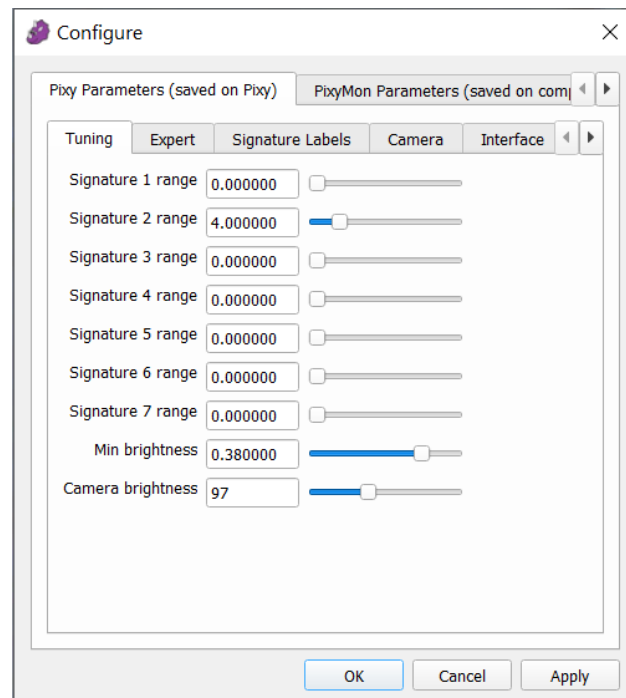 Configure
Pixy Parameters (saved on Pixy) PixyMon Parameters (saved on com
Tuning Expert Signature Labels Camera Interface
Signature 1 range 0.000000
Signature 2 range 4.000000
Signature 3 range 0.000000
Signature 4 range 0.000000
Signature 5 range 0.000000
Signature 6 range 0.000000
Signature 7 range 0.000000
Min brightness 0.380000
Camera brightness 97
OK Cancel Apply